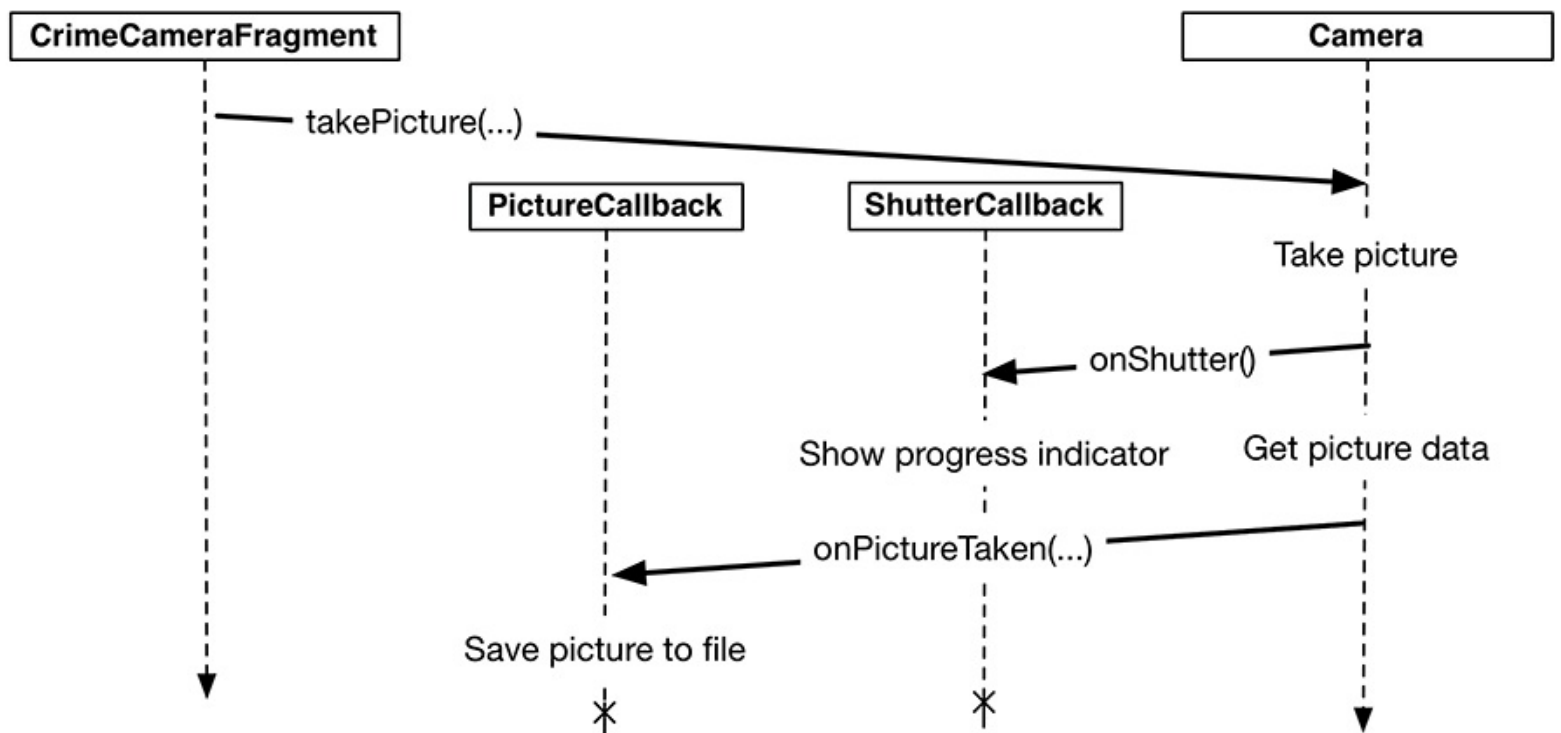 CrimeCameraFragment
Camera
takePicture(...)
PictureCallback
ShutterCallback
Take picture
onShutter()
Show progress indicator
Get picture data
onPictureTaken(...)
Save picture to file